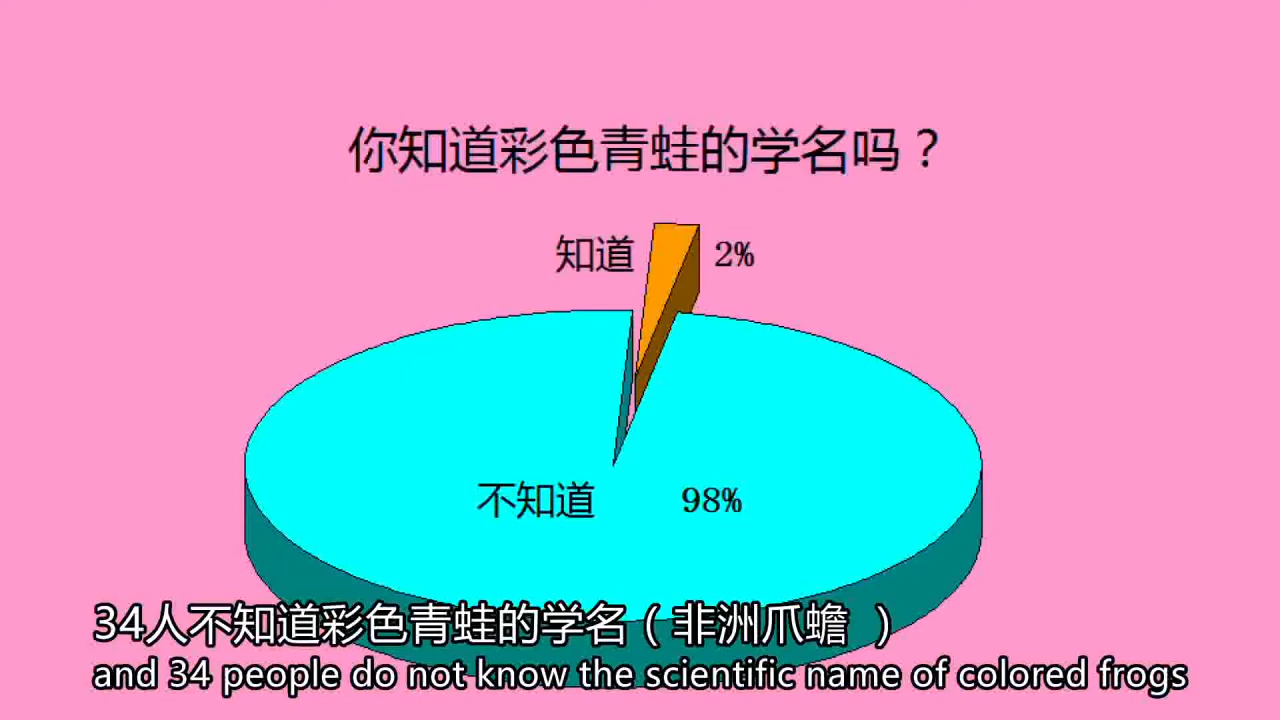 你知道彩色青蛙的学名吗？
知道 2%
不知道 98%
34人不知道彩色青蛙的学名（非洲爪蟾 ）
and 34 people do not know the scientific name of colored frogs